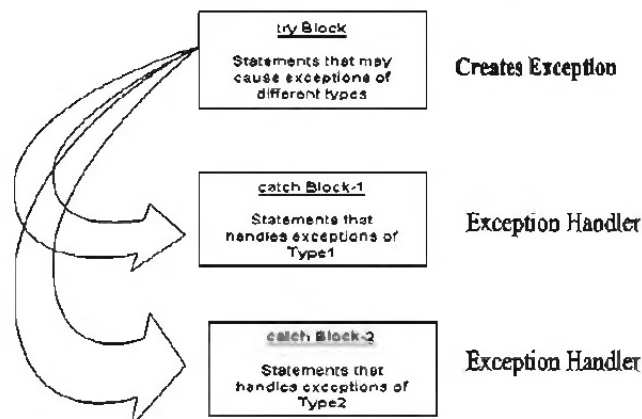 try Block
Statements that may
cause exceptions of
different types
Creates Exception
catch Block-1
Statements that
handles exceptions of
Type1
Exception Handler
catch Block-2
Statements that
handles exceptions of
Type2
Exception Handler